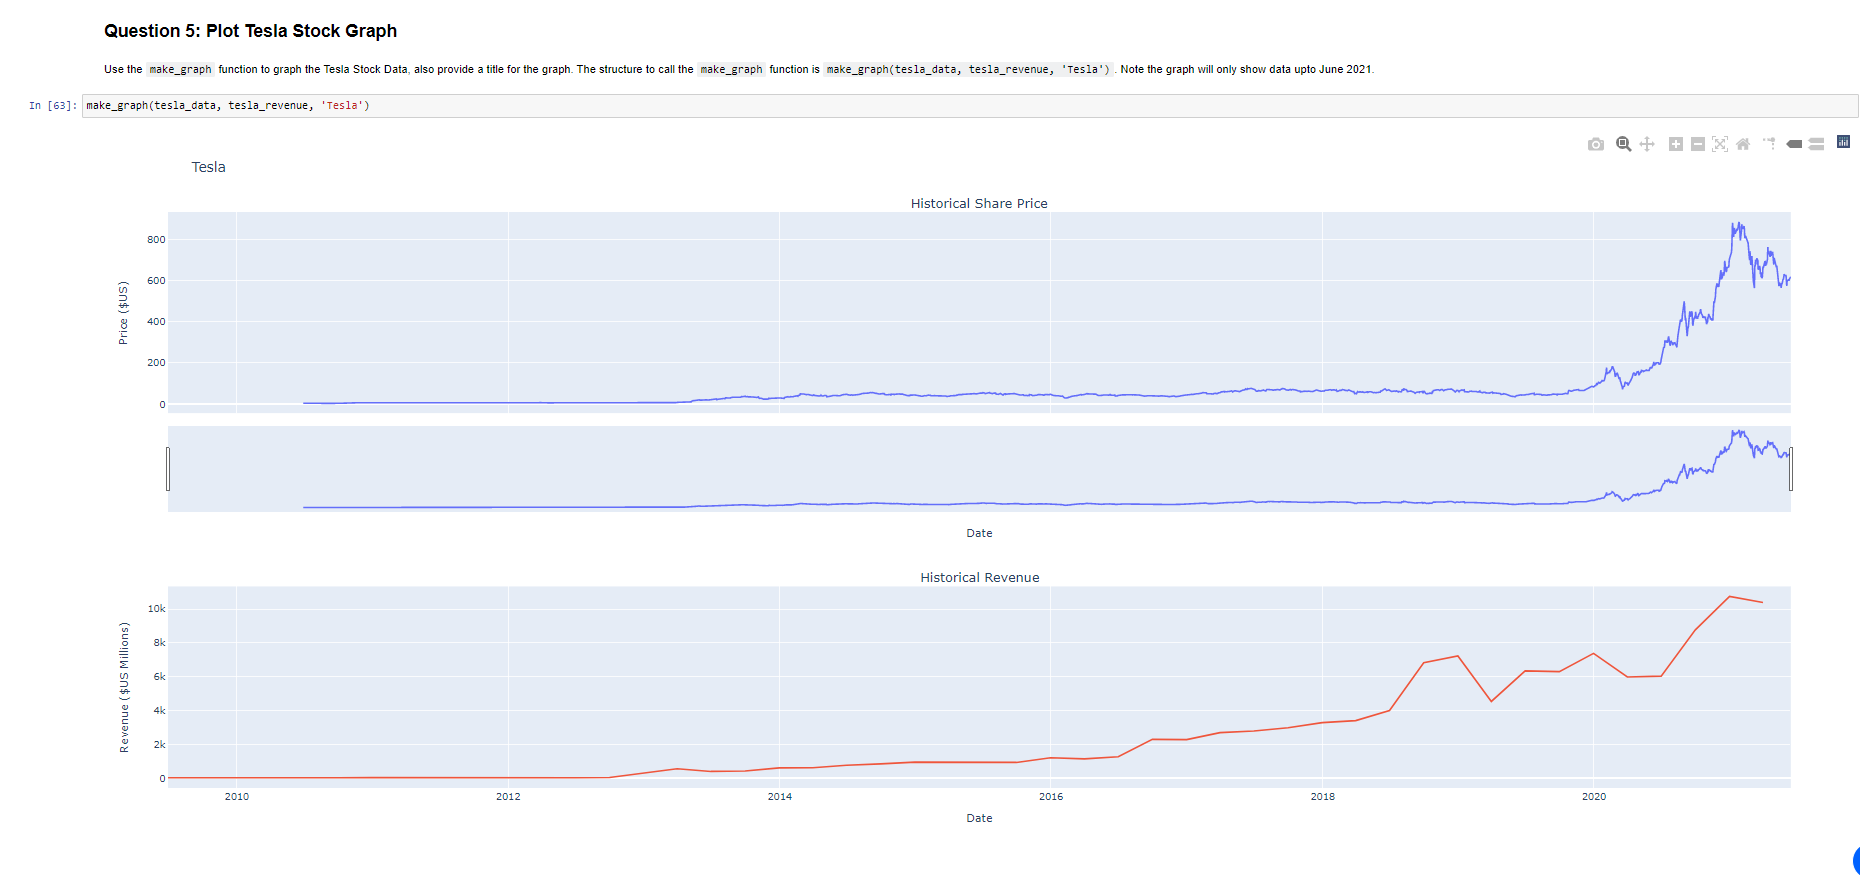 Question 5: Plot Tesla Stock Graph
Use the make_graph function to graph the Tesla Stock Data, also provide a title for the graph. The structure to call the make_graph function is make_graph(tesla_data, tesla_revenue, 'Tesla') . Note the graph will only show data upto June 2021.
In [63]: make_graph(tesla_data, tesla_revenue, 'Tesla')
Tesla
Historical Share Price
Price ($US)
800
600
400
200
0
Date
Historical Revenue
Revenue ($US Millions)
10k
8k
6k
4k
2k
0
2010 2012 2014 2016 2018 2020
Date